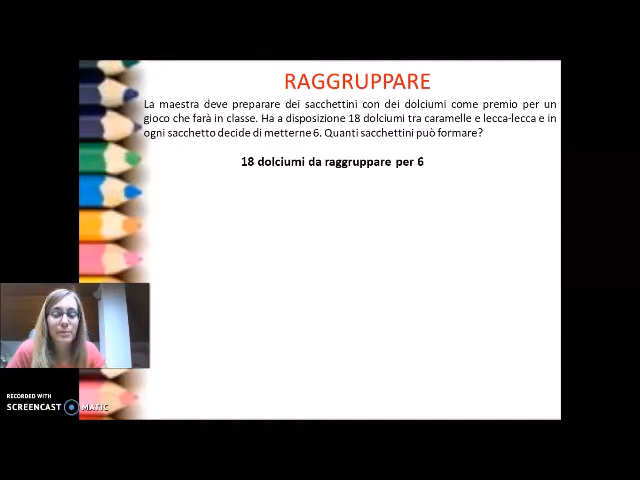 RAGGRUPPARE
La maestra deve preparare dei sacchettini con dei dolciumi come premio per un
gioco che farà in classe. Ha a disposizione 18 dolciumi tra caramelle e lecca-lecca e in
ogni sacchetto decide di metterne 6. Quanti sacchettini può formare?
18 dolciumi da raggruppare per 6
RECORDED WITH
SCREENCAST MATIC